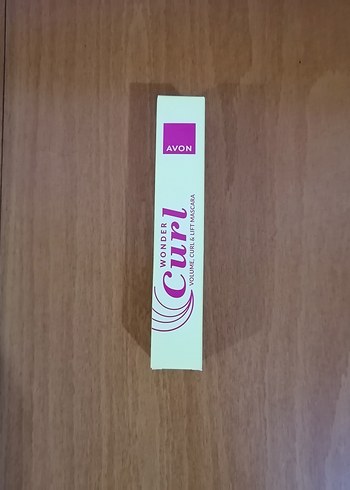 AVON
WONDER
Curl
VOLUME, CURL & LIFT MASCARA